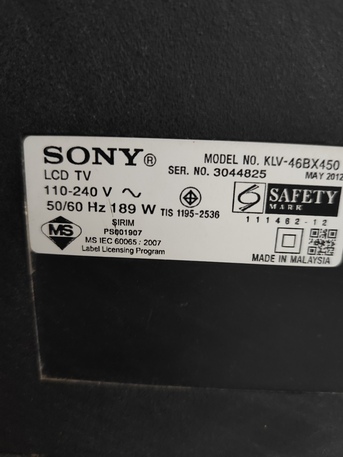 SONY®
MODEL NO. KLV-46BX450
LCD TV
SER. NO. 3044825
MAY 2012
110-240 V ~
50/60 Hz 189 W
TIS 1195-2536
SAFETY
MARK
111462-12
MS
SIRIM
PS001907
MS IEC 60065 / 2007
Label Licensing Program
MADE IN MALAYSIA